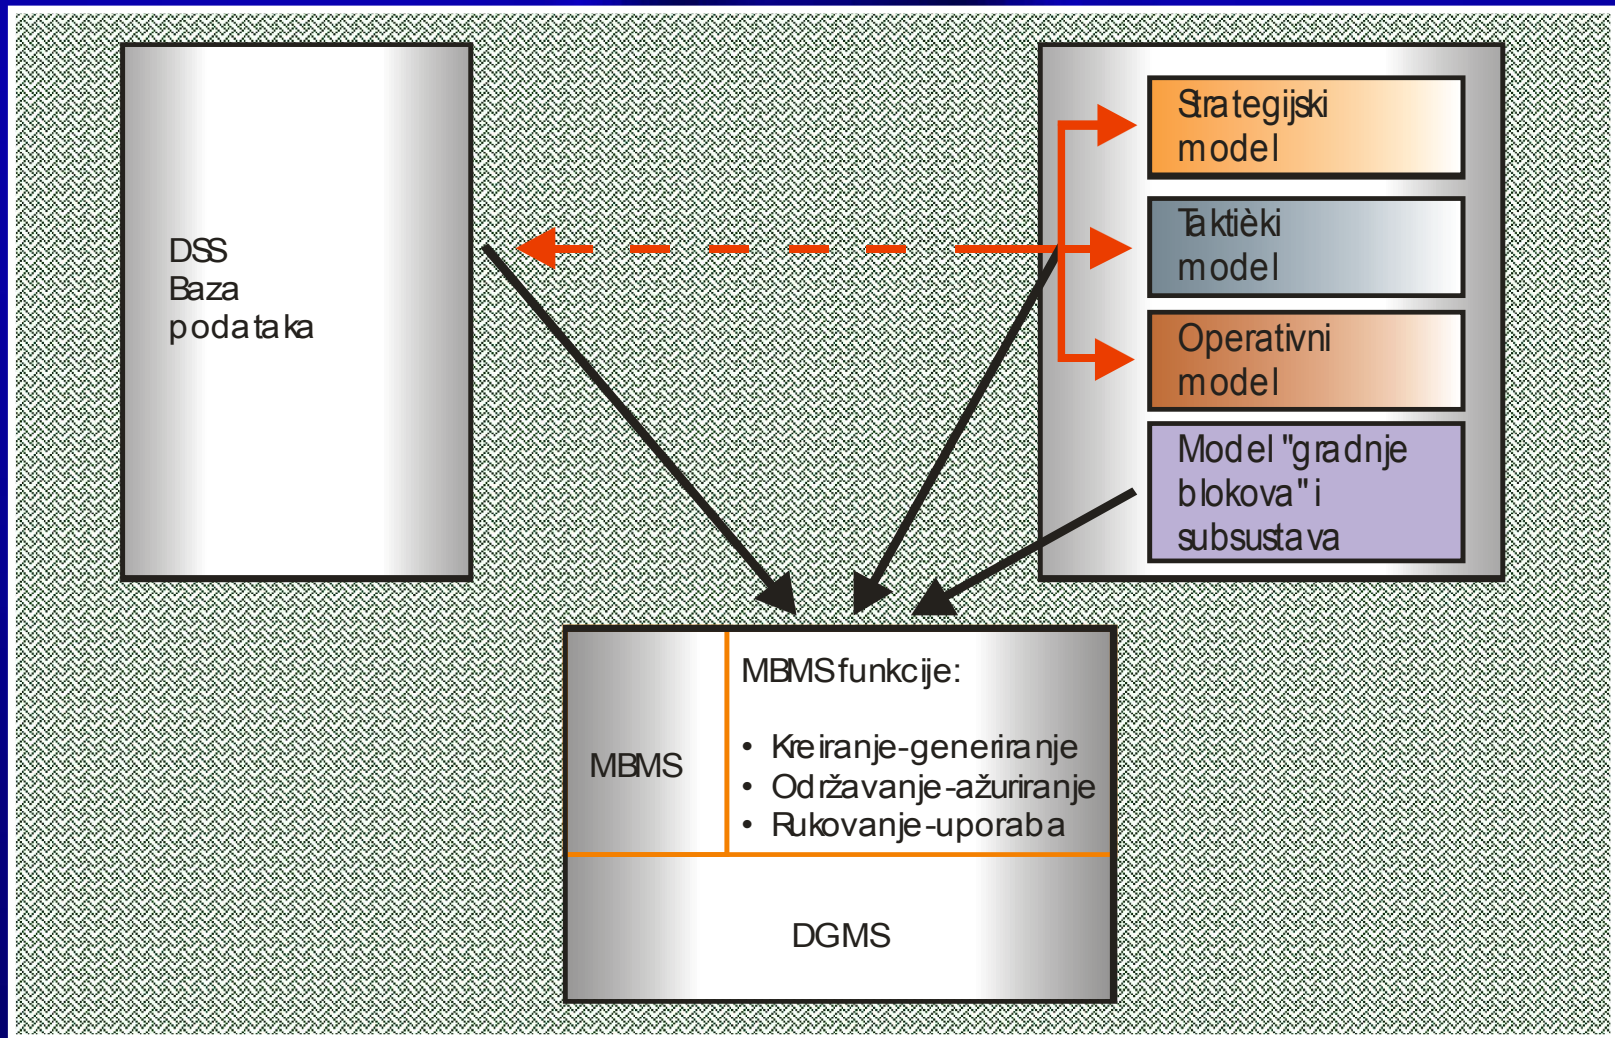 DSS
Baza
podataka
Strategijski
model
Taktièki
model
Operativni
model
Model "gradnje
blokova" i
subsustava
MBMS
MBMS funkcije:
• Kreiranje-generiranje
• Održavanje-ažuriranje
• Rukovanje-uporaba
DGMS